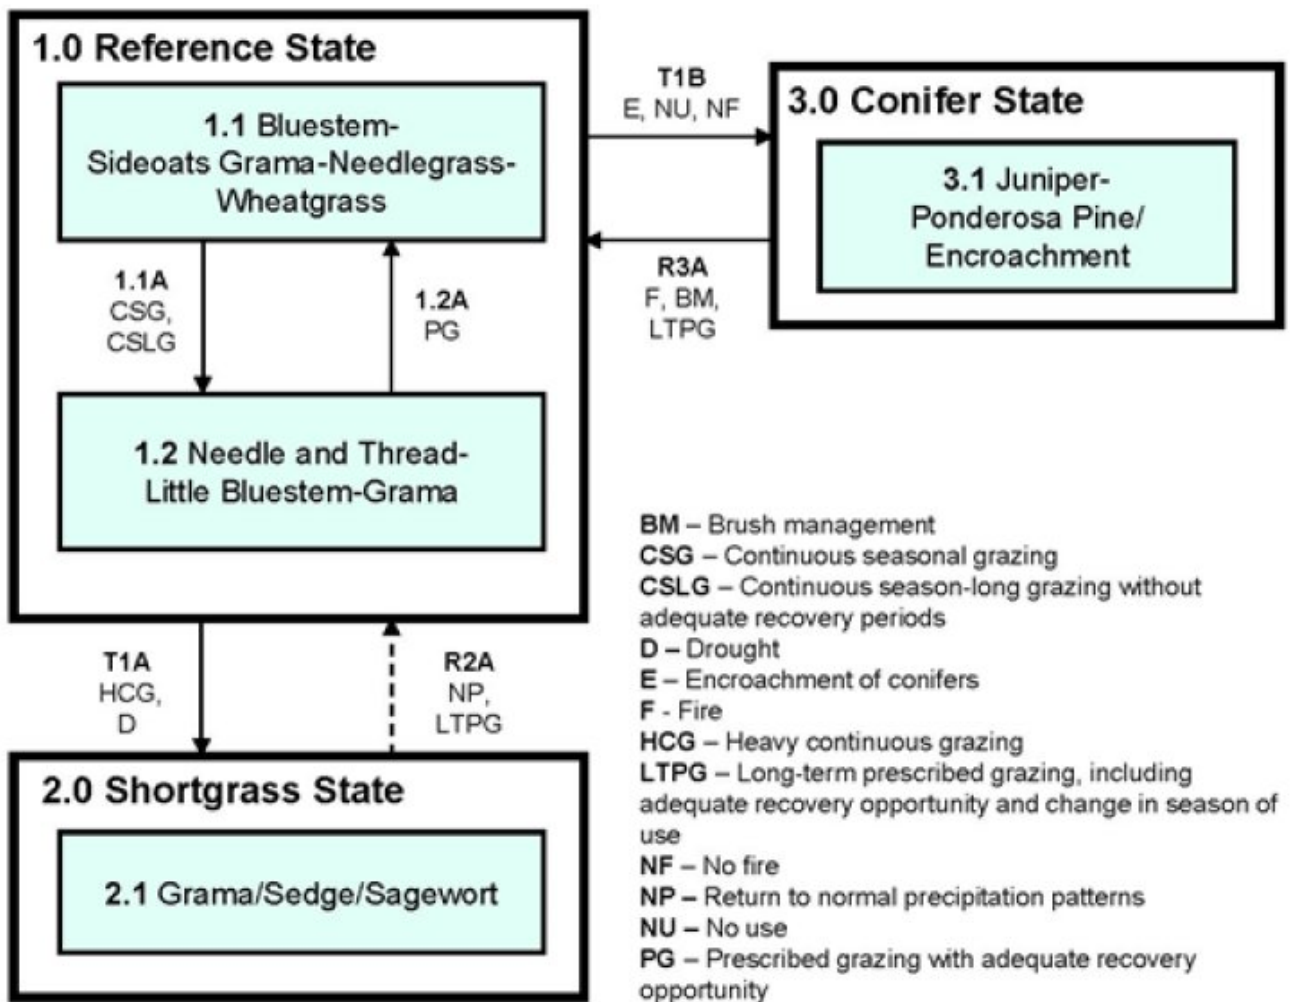 1.0 Reference State
1.1 Bluestem-
Sideoats Grama-Needlegrass-
Wheatgrass
1.1A
CSG,
CSLG
1.2A
PG
1.2 Needle and Thread-
Little Bluestem-Grama
T1B
E, NU, NF
R3A
F, BM,
LTPG
3.0 Conifer State
3.1 Juniper-
Ponderosa Pine/
Encroachment
T1A
HCG,
D
R2A
NP,
LTPG
2.0 Shortgrass State
2.1 Grama/Sedge/Sagewort
BM – Brush management
CSG – Continuous seasonal grazing
CSLG – Continuous season-long grazing without
adequate recovery periods
D – Drought
E – Encroachment of conifers
F - Fire
HCG – Heavy continuous grazing
LTPG – Long-term prescribed grazing, including
adequate recovery opportunity and change in season of
use
NF – No fire
NP – Return to normal precipitation patterns
NU – No use
PG – Prescribed grazing with adequate recovery
opportunity